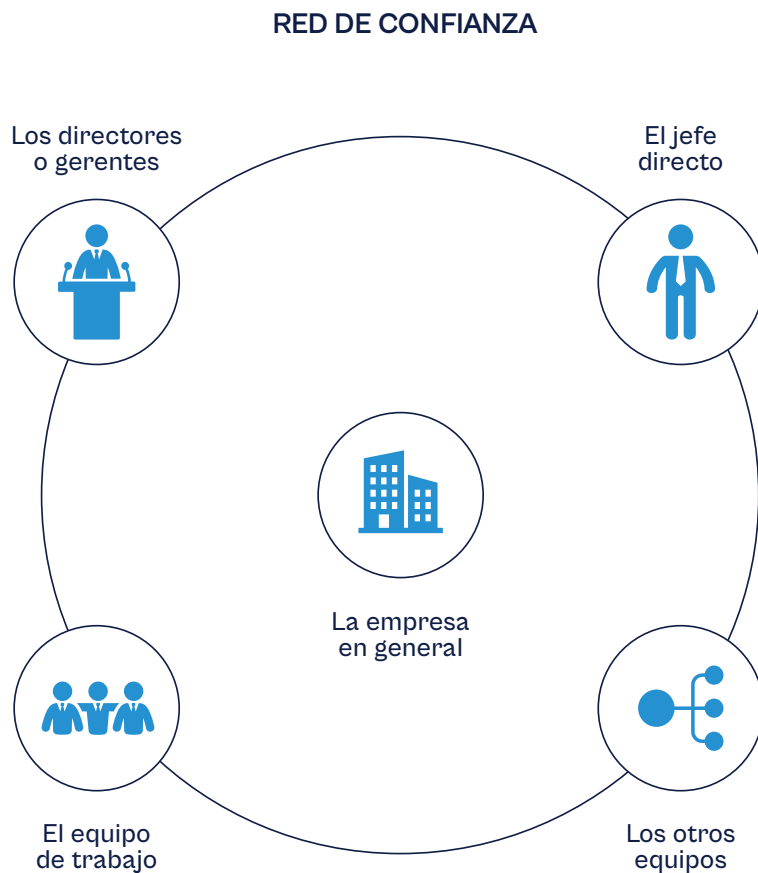 RED DE CONFIANZA
Los directores
o gerentes
El jefe
directo
La empresa
en general
El equipo
de trabajo
Los otros
equipos